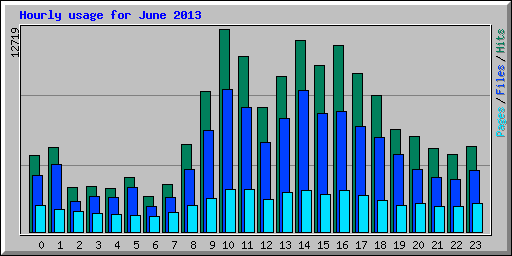 Hourly usage for June 2013
12719
Pages/Files/Hits
0 1 2 3 4 5 6 7 8 9 10 11 12 13 14 15 16 17 18 19 20 21 22 23